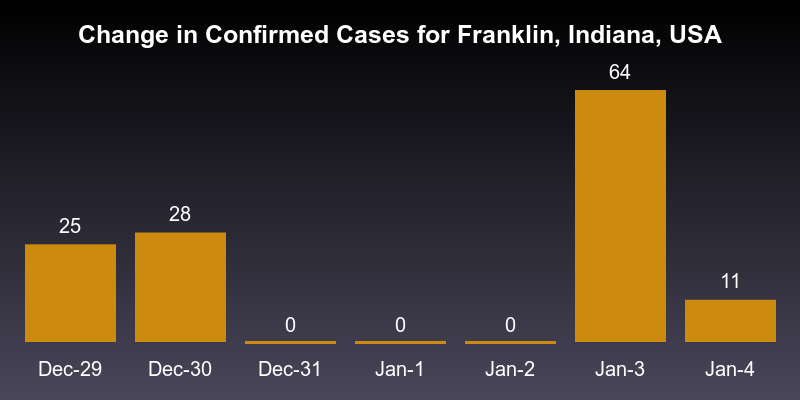 Change in Confirmed Cases for Franklin, Indiana, USA
64
28
25
11
0 0 0
Dec-29 Dec-30 Dec-31 Jan-1 Jan-2 Jan-3 Jan-4